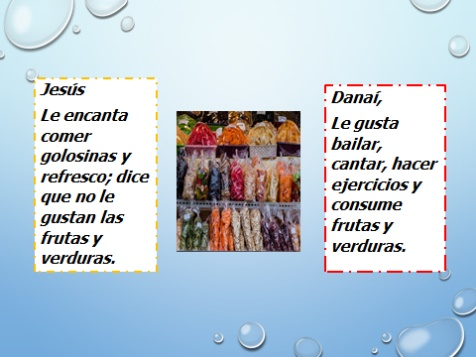 Jesús
Le encanta
comer
golosinas y
refresco; dice
que no le
gustan las
frutas y
verduras.
Danaí,
Le gusta
bailar,
cantar, hacer
ejercicios y
consume
frutas y
verduras.